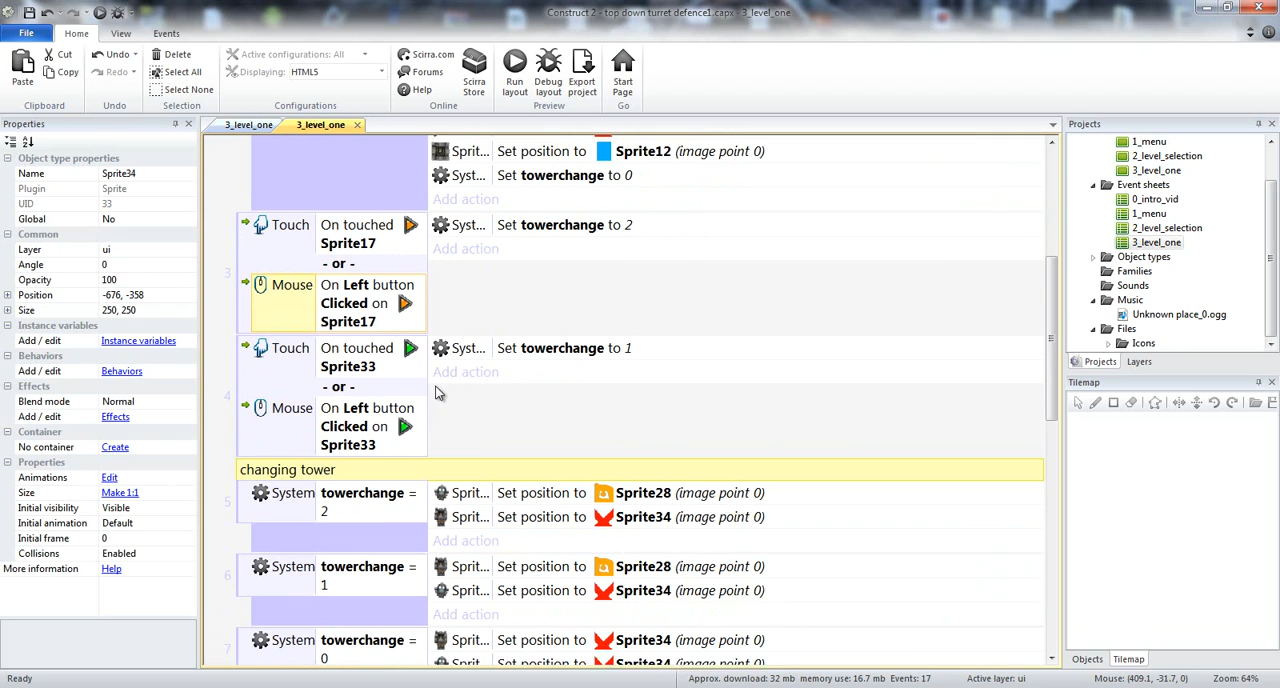 Construct 2 - top down turret defence1.capx - 3_level_one
File Home View Events
Paste Cut Copy Clipboard
Undo Redo Undo
Delete Select All Select None Selection
Active configurations: All
Displaying: HTML5
Configurations
Scirra.com Forums Help Scirra Store Online
Run layout Debug layout Export project Preview
Start Page Go
Properties
Object type properties
Name Sprite34
Plugin Sprite
UID 33
Global No
Common
Layer ui
Angle 0
Opacity 100
Position -676, -358
Size 250, 250
Instance variables
Add / edit Instance variables
Behaviors
Add / edit Behaviors
Effects
Blend mode Normal
Add / edit Effects
Container
No container Create
Properties
Animations Edit
Size Make 1:1
Initial visibility Visible
Initial animation Default
Initial frame 0
Collisions Enabled
More information Help
3_level_one 3_level_one
Sprit... Set position to Sprite12 (image point 0)
Syst... Set towerchange to 0
Add action
3
Touch On touched Sprite17
Syst... Set towerchange to 2
Add action
- or -
Mouse On Left button Clicked on Sprite17
4
Touch On touched Sprite33
Syst... Set towerchange to 1
Add action
- or -
Mouse On Left button Clicked on Sprite33
changing tower
5
System towerchange = 2
Sprit... Set position to Sprite28 (image point 0)
Sprit... Set position to Sprite34 (image point 0)
Add action
6
System towerchange = 1
Sprit... Set position to Sprite28 (image point 0)
Sprit... Set position to Sprite34 (image point 0)
Add action
7
System towerchange = 0
Sprit... Set position to Sprite34 (image point 0)
Sprit... Set position to Sprite34 (image point 0)
Projects
1_menu
2_level_selection
3_level_one
Event sheets
0_intro_vid
1_menu
2_level_selection
3_level_one
Object types
Families
Sounds
Music
Unknown place_0.ogg
Files
Icons
Projects Layers
Tilemap
Objects Tilemap
Ready
Approx. download: 32 mb memory use: 16.7 mb Events: 17
Active layer: ui
Mouse: (409.1, -31.7, 0)
Zoom: 64%